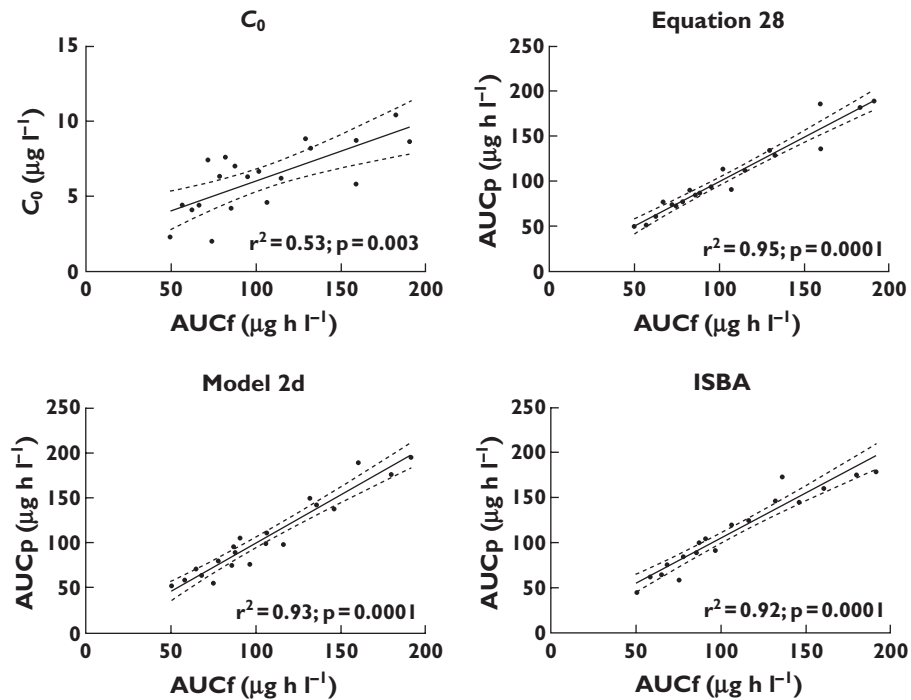 C₀
15
10
5
0
C₀ (μg l⁻¹)
r² = 0.53; p = 0.003
0 50 100 150 200
AUCf (μg h l⁻¹)
Equation 28
250
200
150
100
50
0
AUCp (μg h l⁻¹)
r² = 0.95; p = 0.0001
0 50 100 150 200
AUCf (μg h l⁻¹)
Model 2d
250
200
150
100
50
0
AUCp (μg h l⁻¹)
r² = 0.93; p = 0.0001
0 50 100 150 200
AUCf (μg h l⁻¹)
ISBA
250
200
150
100
50
0
AUCp (μg h l⁻¹)
r² = 0.92; p = 0.0001
0 50 100 150 200
AUCf (μg h l⁻¹)